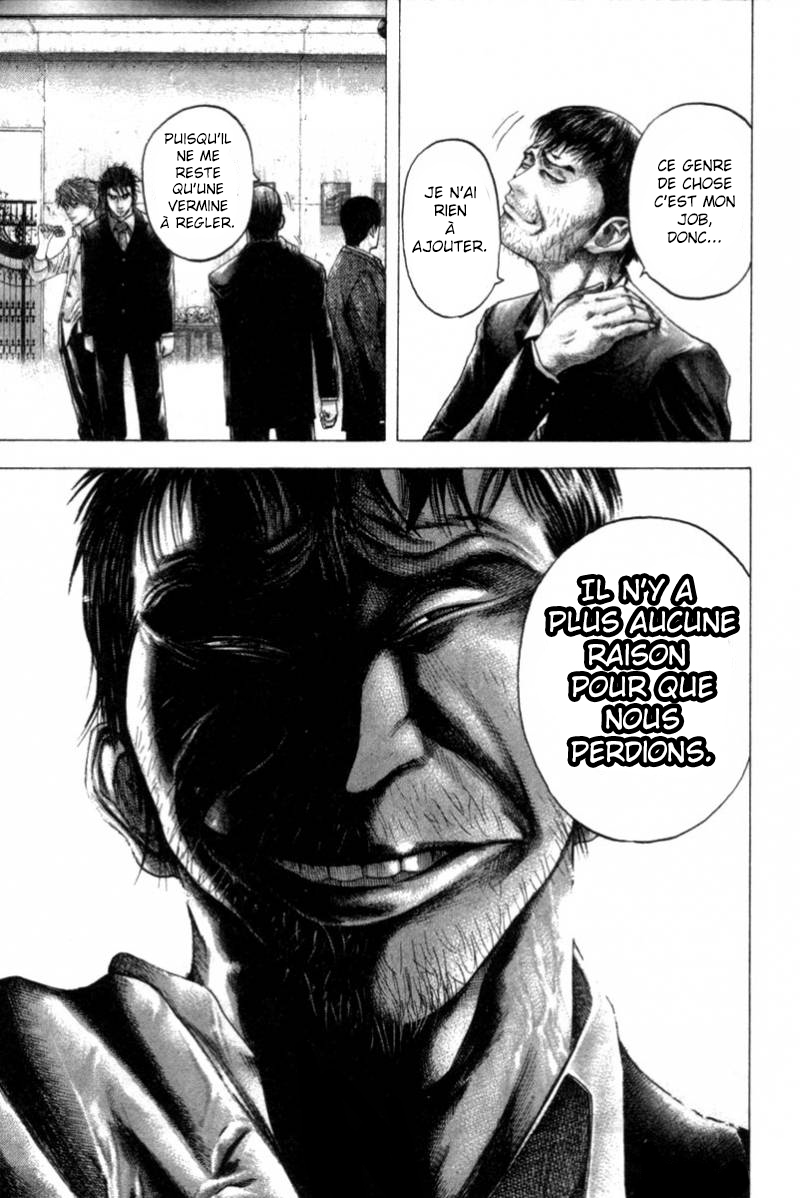 CE GENRE
DE CHOSE
C'EST MON
JOB,
DONC...
JE N'AI
RIEN
À
AJOUTER.
PUISQU'IL
NE ME
RESTE
QU'UNE
VERMINE
À REGLER.
IL N'Y A
PLUS AUCUNE
RAISON
POUR QUE
NOUS
PERDIONS.